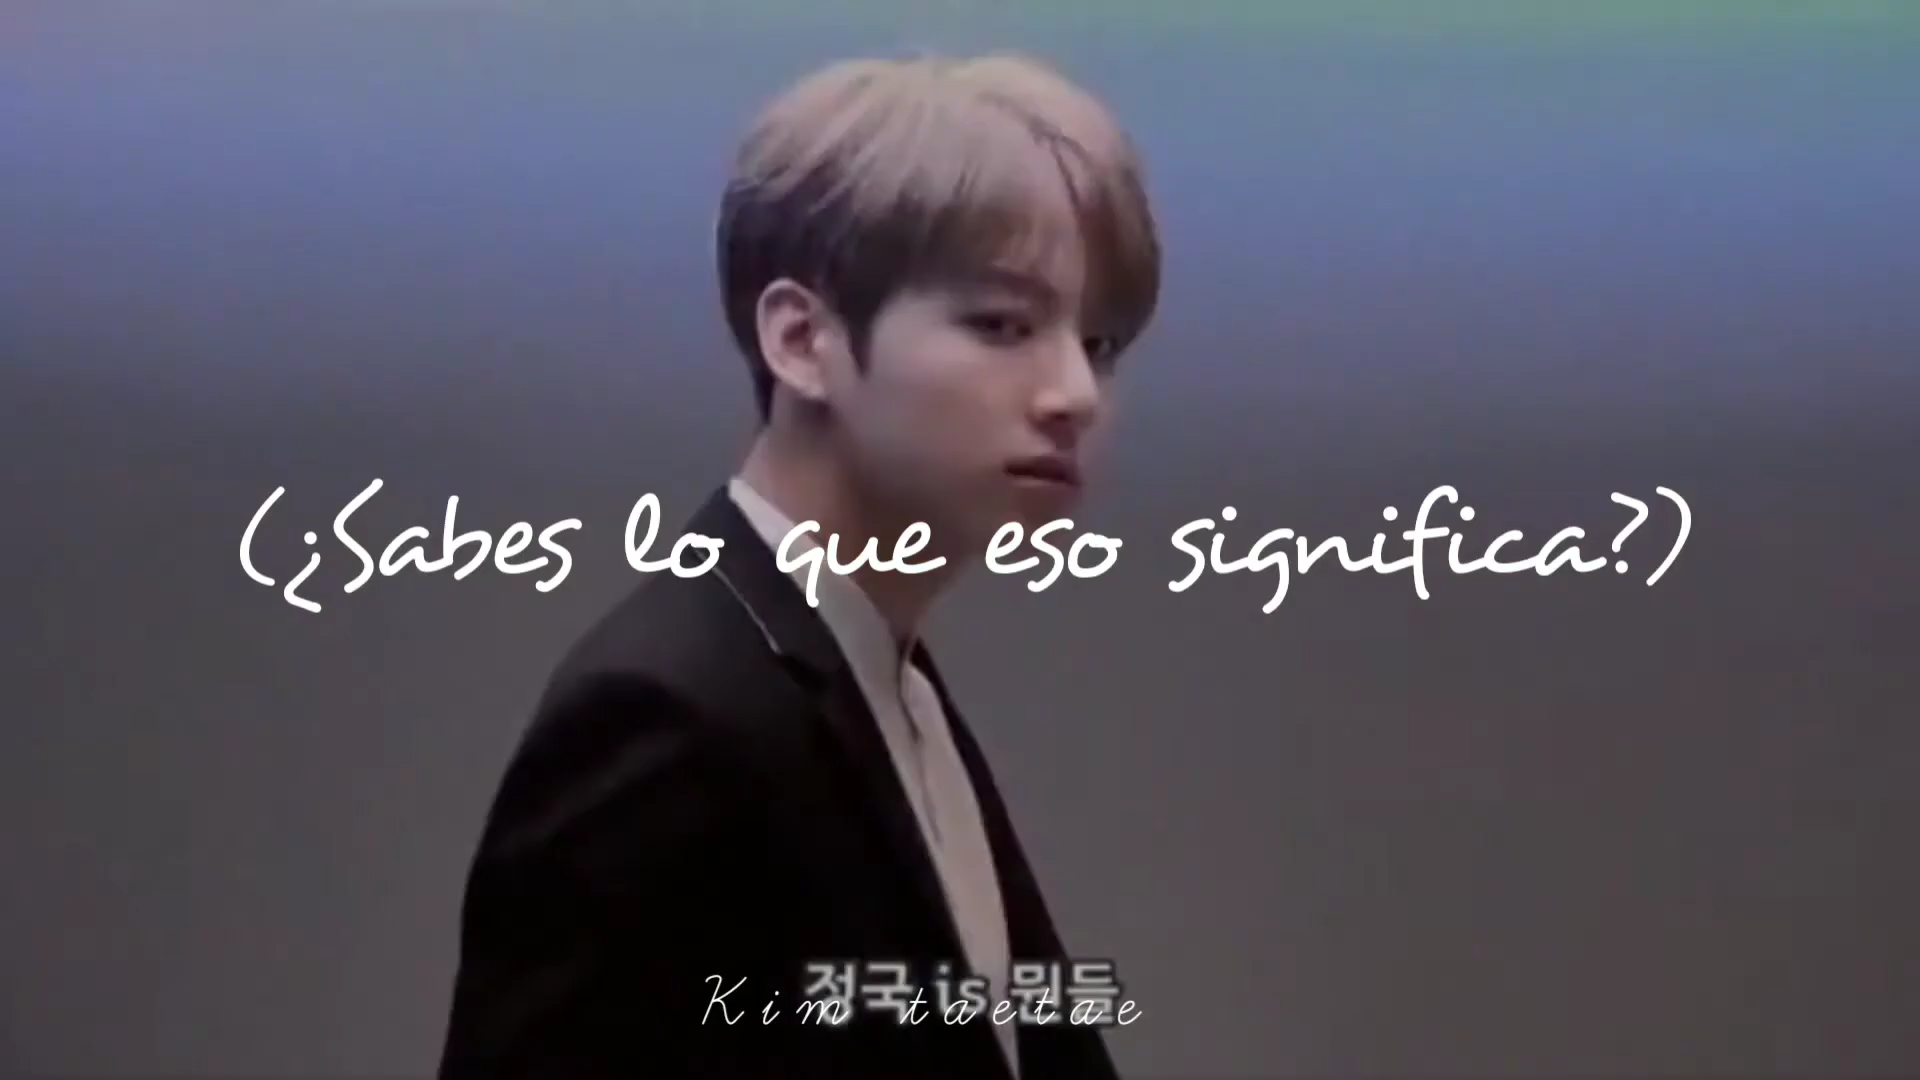 (¿Sabes lo que eso significa?)
정국 is 뭔들
Kim taetae